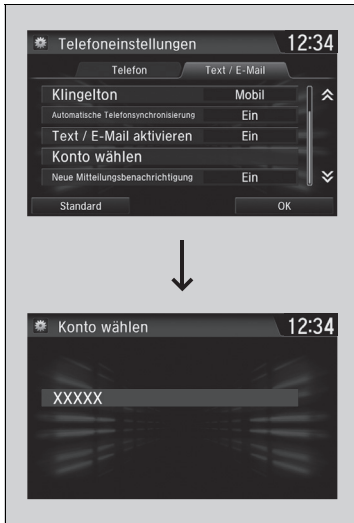 Telefoneinstellungen 12:34
Telefon Text / E-Mail
Klingelton Mobil
Automatische Telefonsynchronisierung Ein
Text / E-Mail aktivieren Ein
Konto wählen
Neue Mitteilungsbenachrichtigung Ein
Standard OK
Konto wählen 12:34
XXXXX